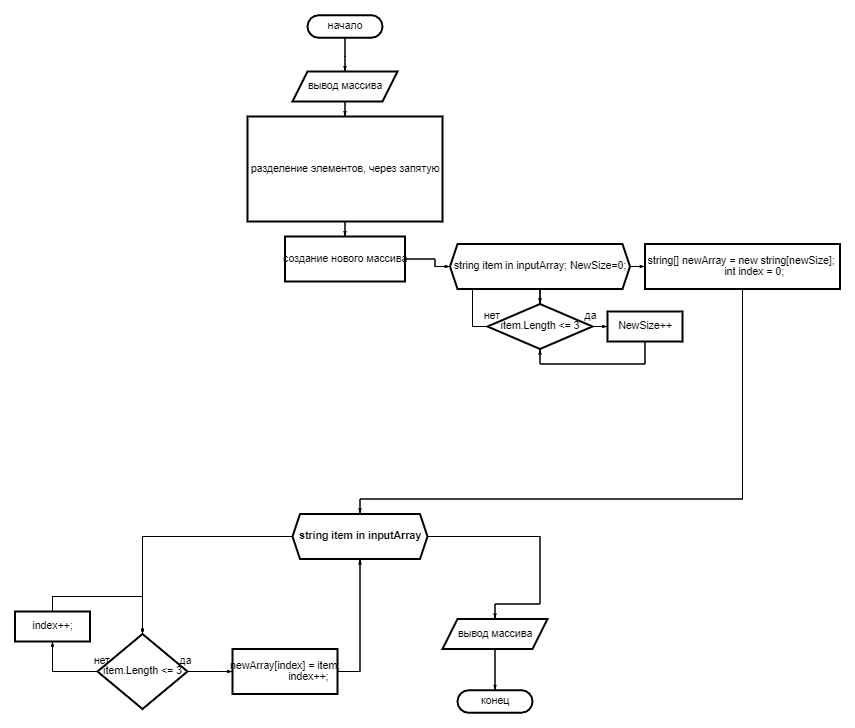 начало
вывод массива
разделение элементов, через запятую
создание нового массива
string item in inputArray; NewSize=0;
string[] newArray = new string[newSize];
int index = 0;
нет
да
item.Length <= 3
NewSize++
string item in inputArray
index++;
нет
да
item.Length <= 3
newArray[index] = item;
index++;
вывод массива
конец